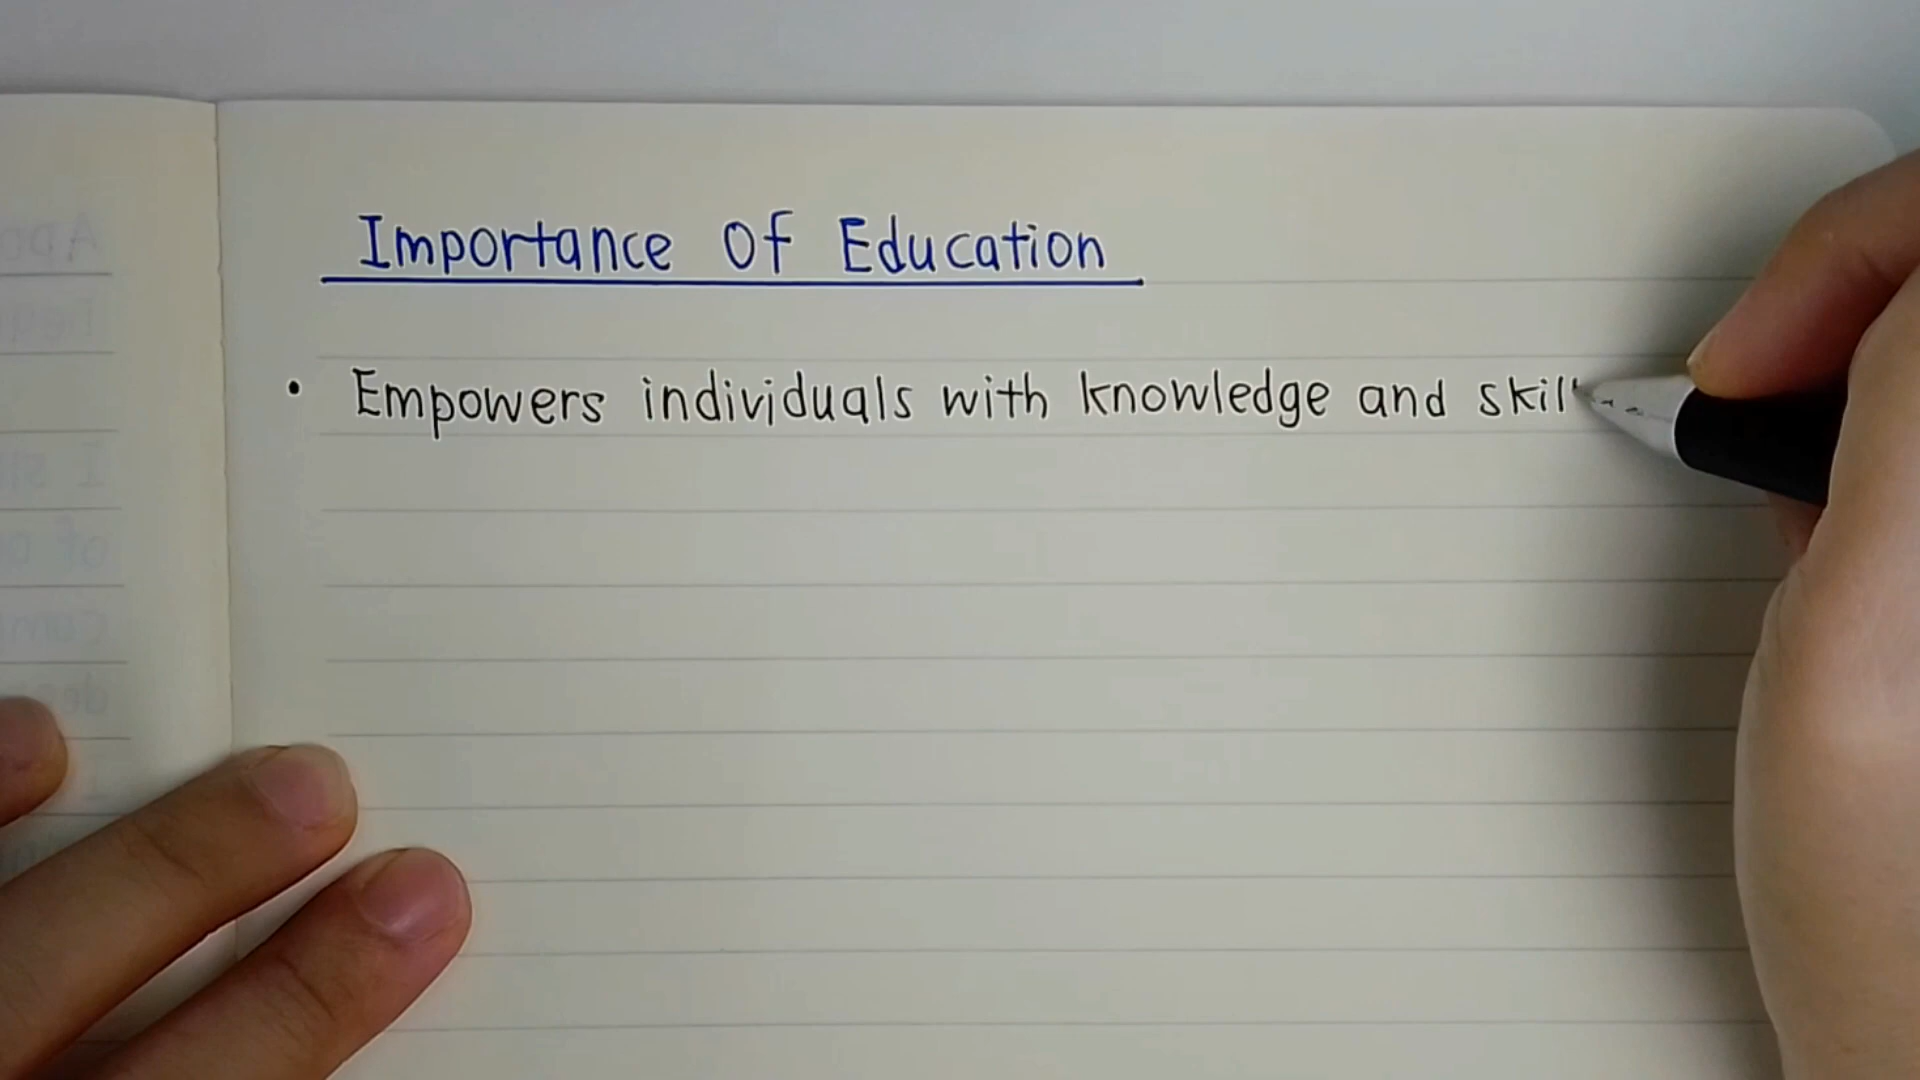 Importance Of Education
• Empowers individuals with knowledge and skil